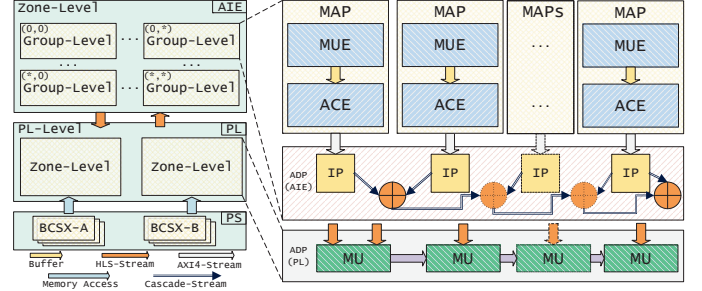 Zone-Level AIE
(0,0) Group-Level ... (0,*) Group-Level
... ...
(*,0) Group-Level ... (*,*) Group-Level
PL-Level PL
Zone-Level Zone-Level
PS
BCSX-A BCSX-B
Buffer HLS-Stream AXI4-Stream
Memory Access Cascade-Stream
MAP MAP MAPS MAP
MUE MUE ... MUE
ACE ACE ... ACE
ADP
(AIE)
IP IP IP IP
ADP
(PL)
MU MU MU MU